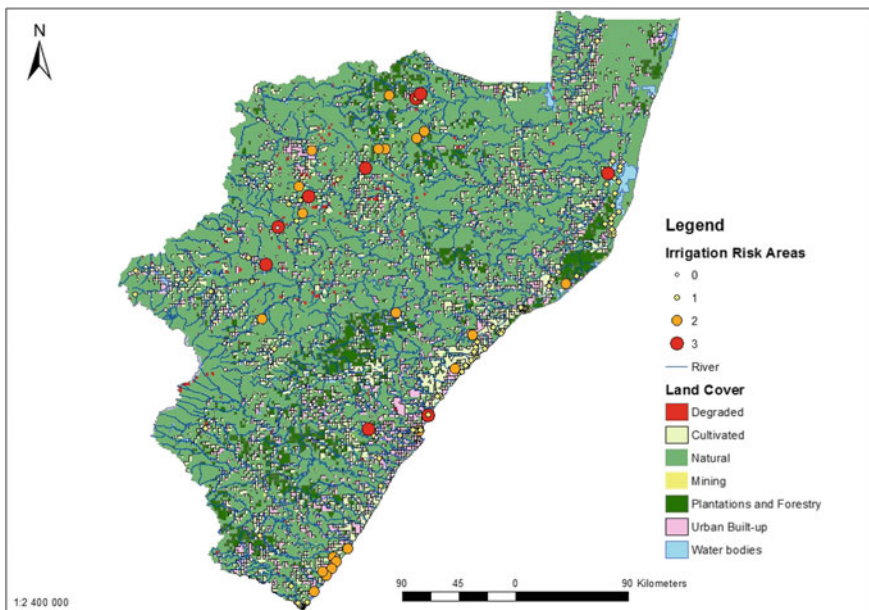 N
Legend
Irrigation Risk Areas
0
1
2
3
River
Land Cover
Degraded
Cultivated
Natural
Mining
Plantations and Forestry
Urban Built-up
Water bodies
90 45 0 90 Kilometers
1:2 400 000